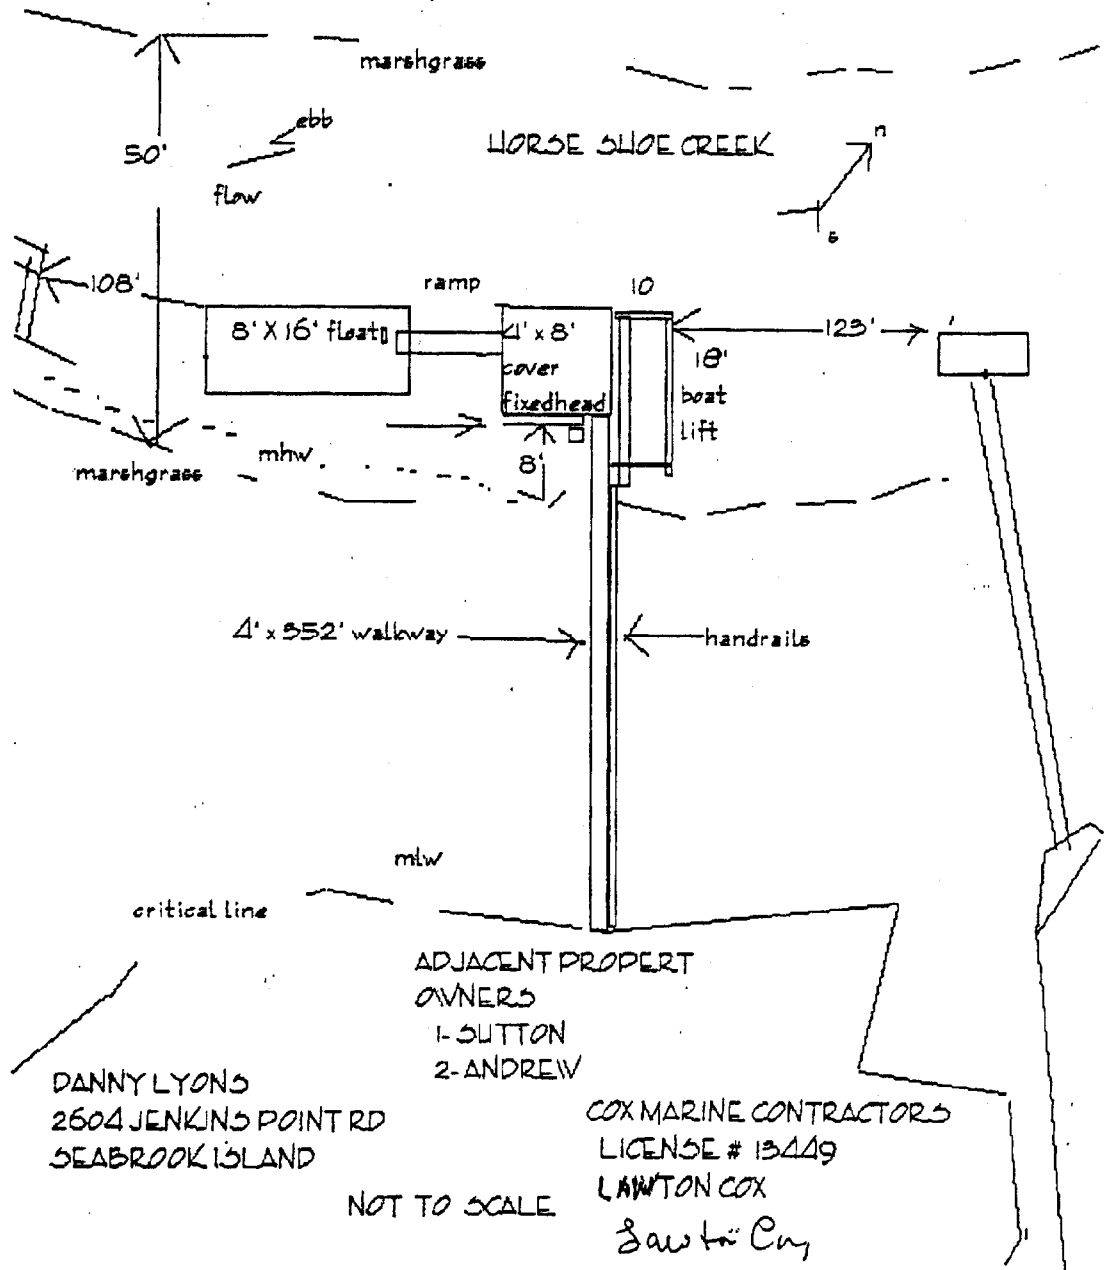 marshgrass
ebb
50'
HORSE SHOE CREEK
n
flow
s
108'
ramp
10
8' X 16' float
4' x 8'
123'
18'
cover
boat
fixedhead
lift
mhw
8'
marshgrass
4' x 352' walkway
handrails
mlw
critical line
ADJACENT PROPERT
OWNERS
1- SUTTON
2- ANDREW
DANNY LYONS
2604 JENKINS POINT RD
SEABROOK ISLAND
COX MARINE CONTRACTORS
LICENSE # 13449
LAWTON COX
NOT TO SCALE
Lawton Cox